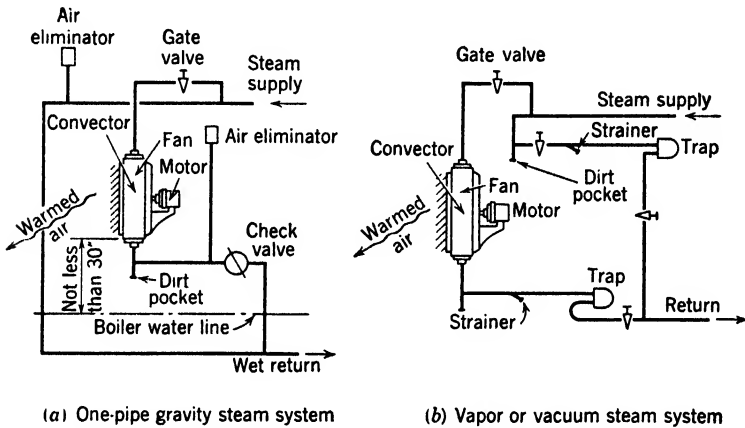 Air
eliminator
Gate
valve
Steam
supply
Convector
Fan
Air eliminator
Motor
Warmed
air
Check
valve
Not less
than 30"
Dirt
pocket
Boiler water line
Wet return
(a) One-pipe gravity steam system
Gate valve
Steam supply
Strainer
Trap
Convector
Fan
Dirt
pocket
Motor
Warmed
air
Trap
Strainer
Return
(b) Vapor or vacuum steam system